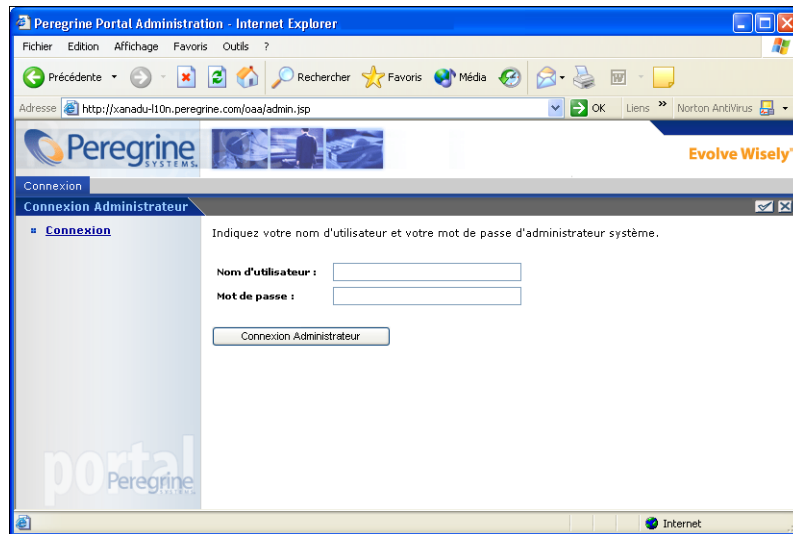 Peregrine Portal Administration - Internet Explorer
Fichier Edition Affichage Favoris Outils ?
Précédente Rechercher Favoris Média
Adresse http://xanadu-l10n.peregrine.com/oaa/admin.jsp OK Liens » Norton AntiVirus
Peregrine
SYSTEMS
Evolve Wisely
Connexion
Connexion Administrateur
Connexion
Indiquez votre nom d'utilisateur et votre mot de passe d'administrateur système.
Nom d'utilisateur :
Mot de passe :
Connexion Administrateur
portal
Peregrine
SYSTEMS
Internet